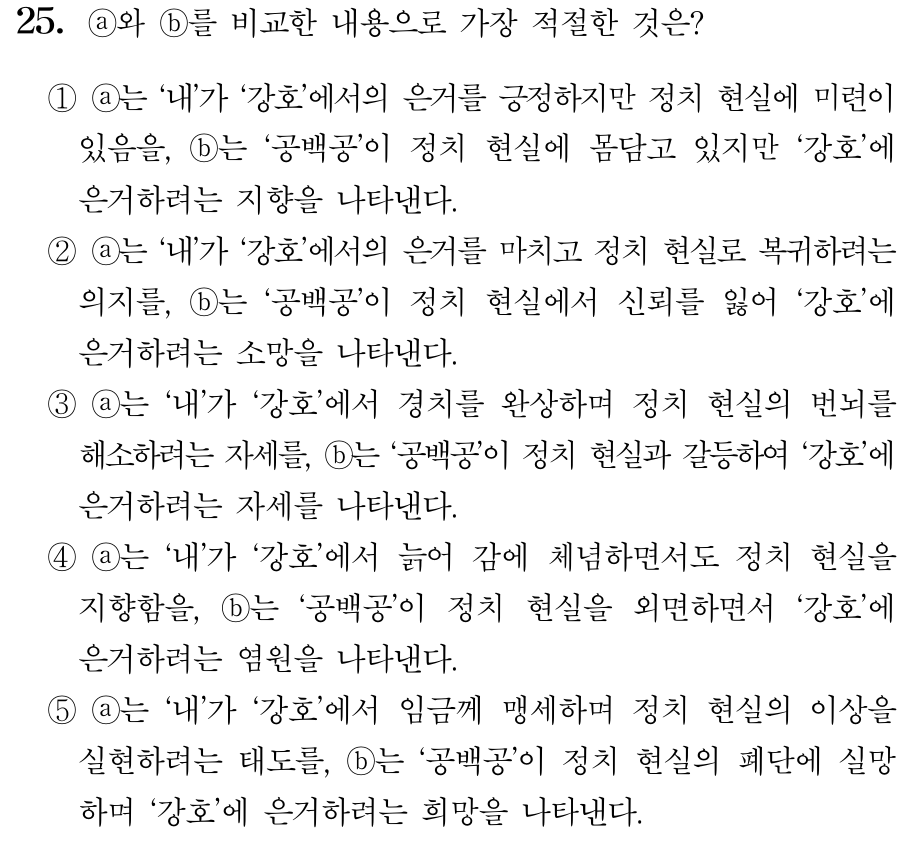 25. ⓐ와 ⓑ를 비교한 내용으로 가장 적절한 것은?
① ⓐ는 ‘내’가 ‘강호’에서의 은거를 긍정하지만 정치 현실에 미련이
있음을, ⓑ는 ‘공백공’이 정치 현실에 몸담고 있지만 ‘강호’에
은거하려는 지향을 나타낸다.
② ⓐ는 ‘내’가 ‘강호’에서의 은거를 마치고 정치 현실로 복귀하려는
의지를, ⓑ는 ‘공백공’이 정치 현실에서 신뢰를 잃어 ‘강호’에
은거하려는 소망을 나타낸다.
③ ⓐ는 ‘내’가 ‘강호’에서 경치를 완상하며 정치 현실의 번뇌를
해소하려는 자세를, ⓑ는 ‘공백공’이 정치 현실과 갈등하여 ‘강호’에
은거하려는 자세를 나타낸다.
④ ⓐ는 ‘내’가 ‘강호’에서 늙어 감에 체념하면서도 정치 현실을
지향함을, ⓑ는 ‘공백공’이 정치 현실을 외면하면서 ‘강호’에
은거하려는 염원을 나타낸다.
⑤ ⓐ는 ‘내’가 ‘강호’에서 임금께 맹세하며 정치 현실의 이상을
실현하려는 태도를, ⓑ는 ‘공백공’이 정치 현실의 폐단에 실망
하며 ‘강호’에 은거하려는 희망을 나타낸다.